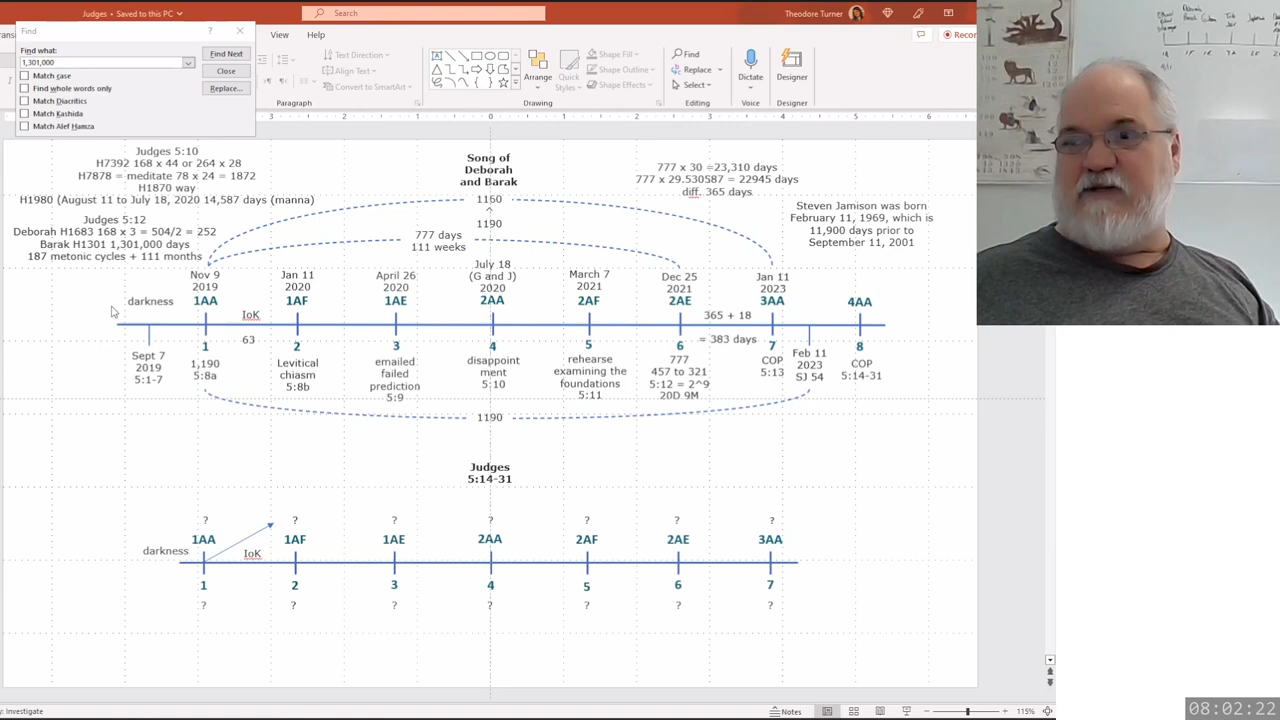 Judges • Saved to this PC
Search
Theodore Turner
Find
?
Find what:
1,301,000
Find Next
Close
Replace...
Match case
Find whole words only
Match Diacritics
Match Kashida
Match Alef Hamza
View
Help
Recor
Text Direction
Align Text
Convert to SmartArt
Arrange
Quick
Styles
Shape Fill
Shape Outline
Shape Effects
Find
Replace
Select
Dictate
Designer
Paragraph
Drawing
Editing
Voice
Designer
3 2 1 0 1 2 3 4 5 6
Judges 5:10
H7392 168 x 44 or 264 x 28
H7878 = meditate 78 x 24 = 1872
H1870 way
H1980 (August 11 to July 18, 2020 14,587 days (manna)
Judges 5:12
Deborah H1683 168 x 3 = 504/2 = 252
Barak H1301 1,301,000 days
187 metonic cycles + 111 months
Song of
Deborah
and Barak
1150
^
1190
777 days
111 weeks
777 x 30 =23,310 days
777 x 29.530587 = 22945 days
diff. 365 days
Steven Jamison was born
February 11, 1969, which is
11,900 days prior to
September 11, 2001
Nov 9
2019
Jan 11
2020
April 26
2020
July 18
(G and J)
2020
March 7
2021
Dec 25
2021
Jan 11
2023
darkness
1AA
1AF
1AE
2AA
2AF
2AE
3AA
4AA
IoK
365 + 18
63
= 383 days
1
2
3
4
5
6
7
8
Sept 7
2019
5:1-7
1,190
5:8a
Levitical
chiasm
5:8b
emailed
failed
prediction
5:9
disappoint
ment
5:10
rehearse
examining the
foundations
5:11
777
457 to 321
5:12 = 2^9
20D 9M
COP
5:13
Feb 11
2023
SJ 54
COP
5:14-31
1190
Judges
5:14-31
? ? ? ? ? ? ?
darkness
1AA
1AF
1AE
2AA
2AF
2AE
3AA
IoK
1 2 3 4 5 6 7
? ? ? ? ? ? ?
: Investigate
Notes
115%
08:02:22